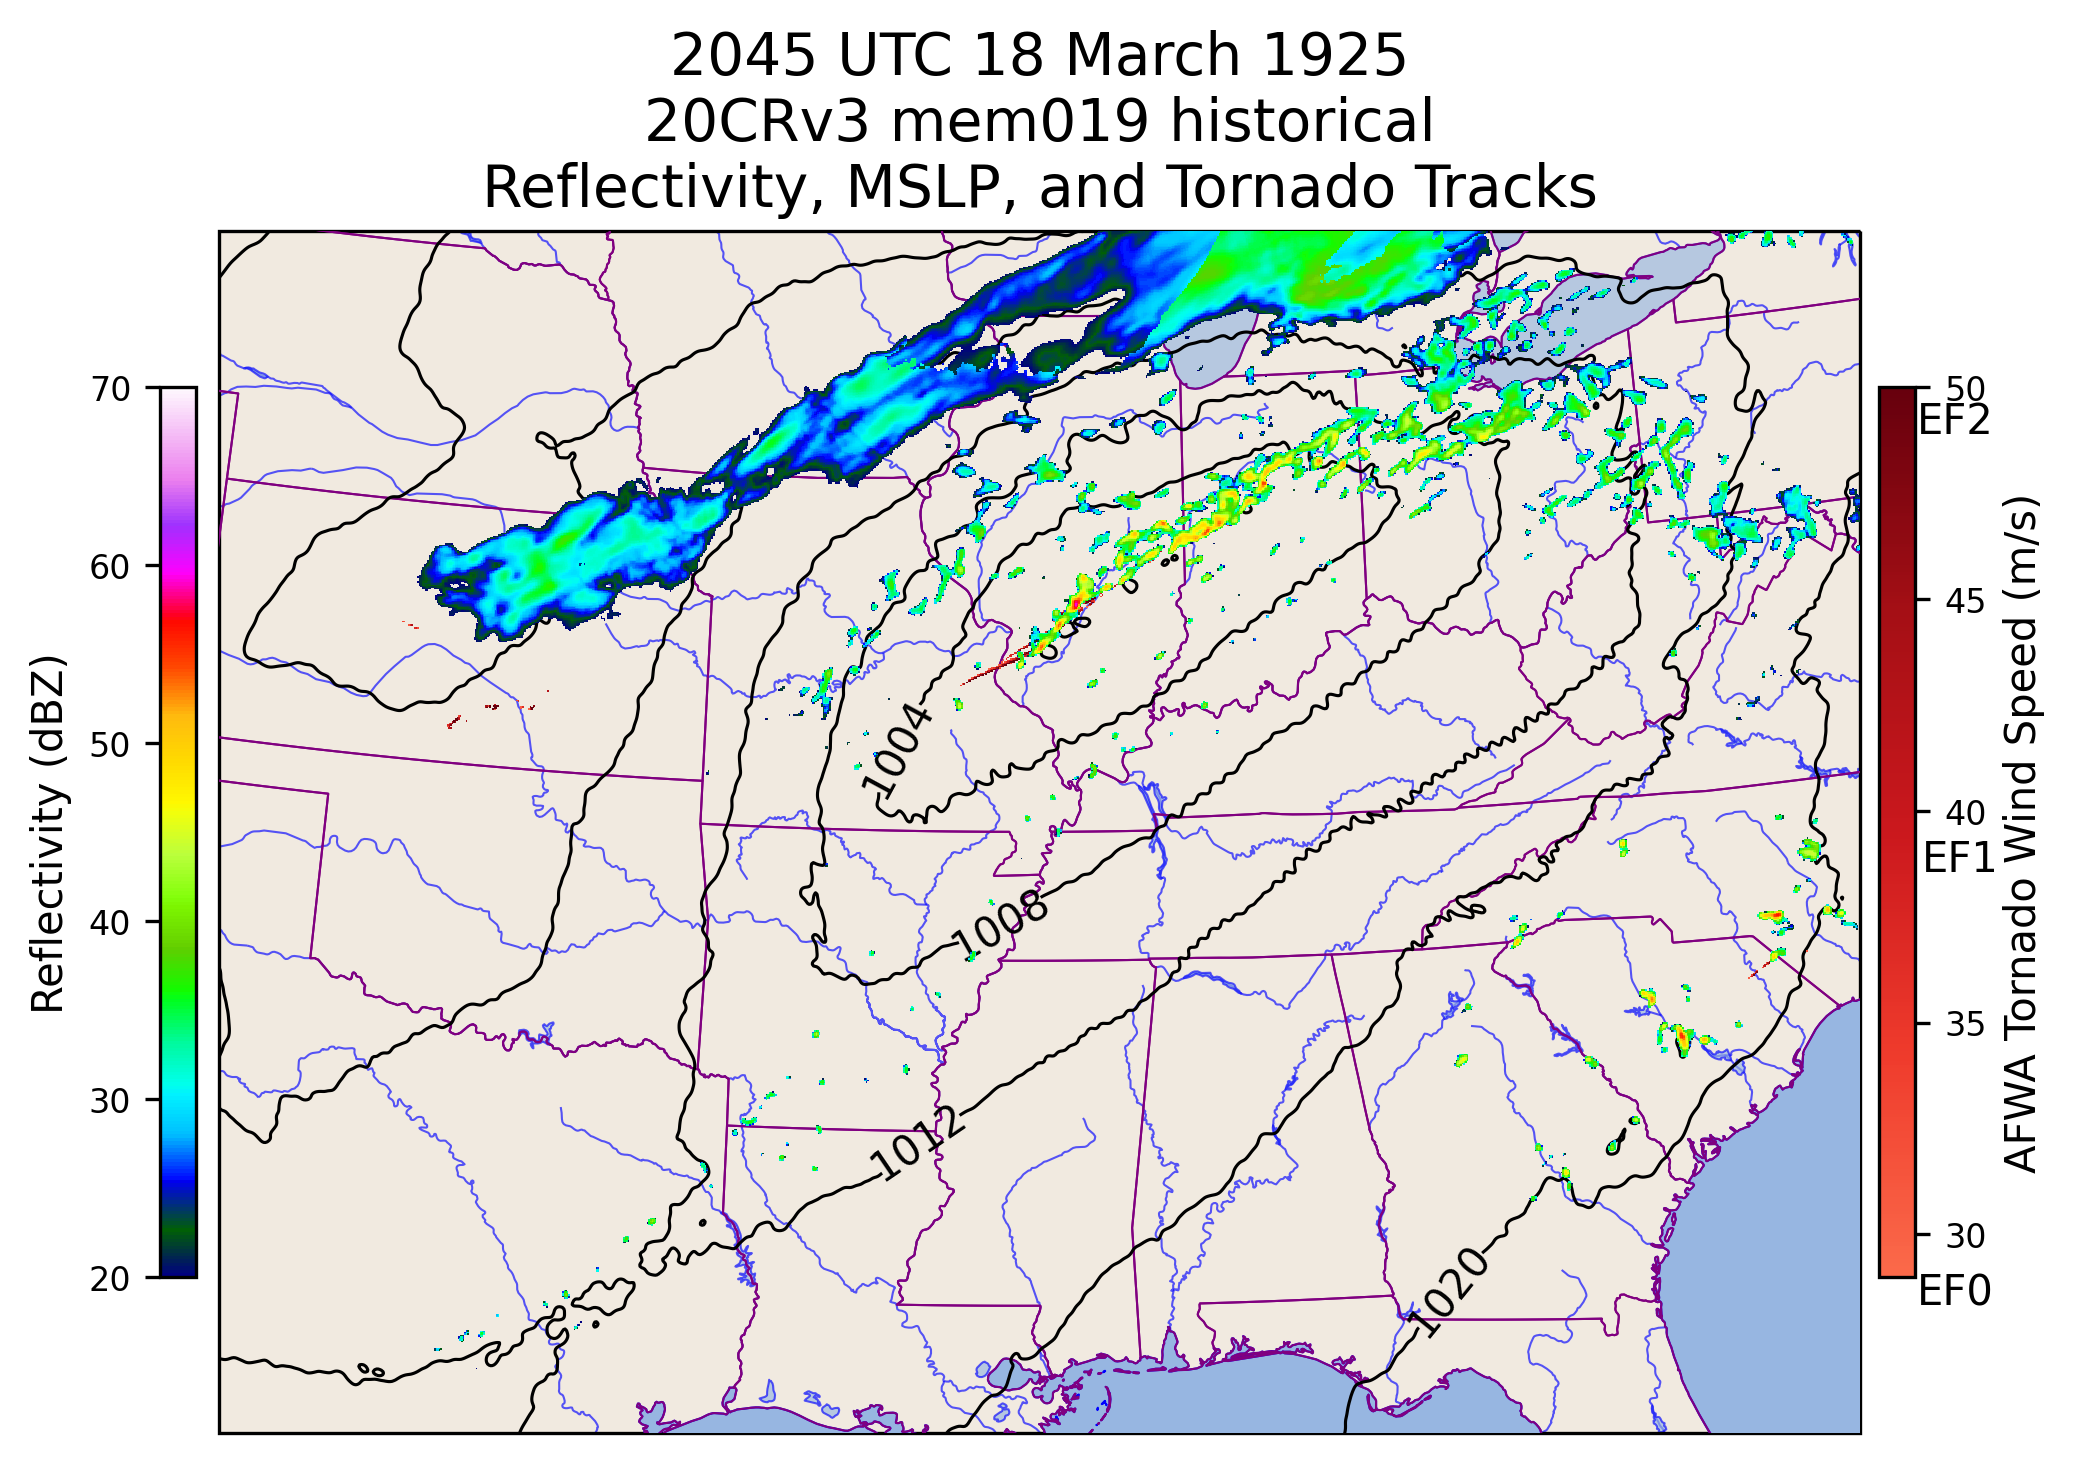 2045 UTC 18 March 1925
20CRv3 mem019 historical
Reflectivity, MSLP, and Tornado Tracks
70
60
50
40
30
20
Reflectivity (dBZ)
1004
1008
1012
1020
50
EF2
45
40
EF1
35
30
EF0
AFWA Tornado Wind Speed (m/s)